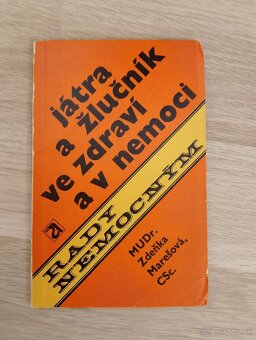 játra
a žlučník
ve zdraví
a v nemoci
RADY
NEMOCNÝM
MUDr.
Zdeňka
Marešová,
CSc.